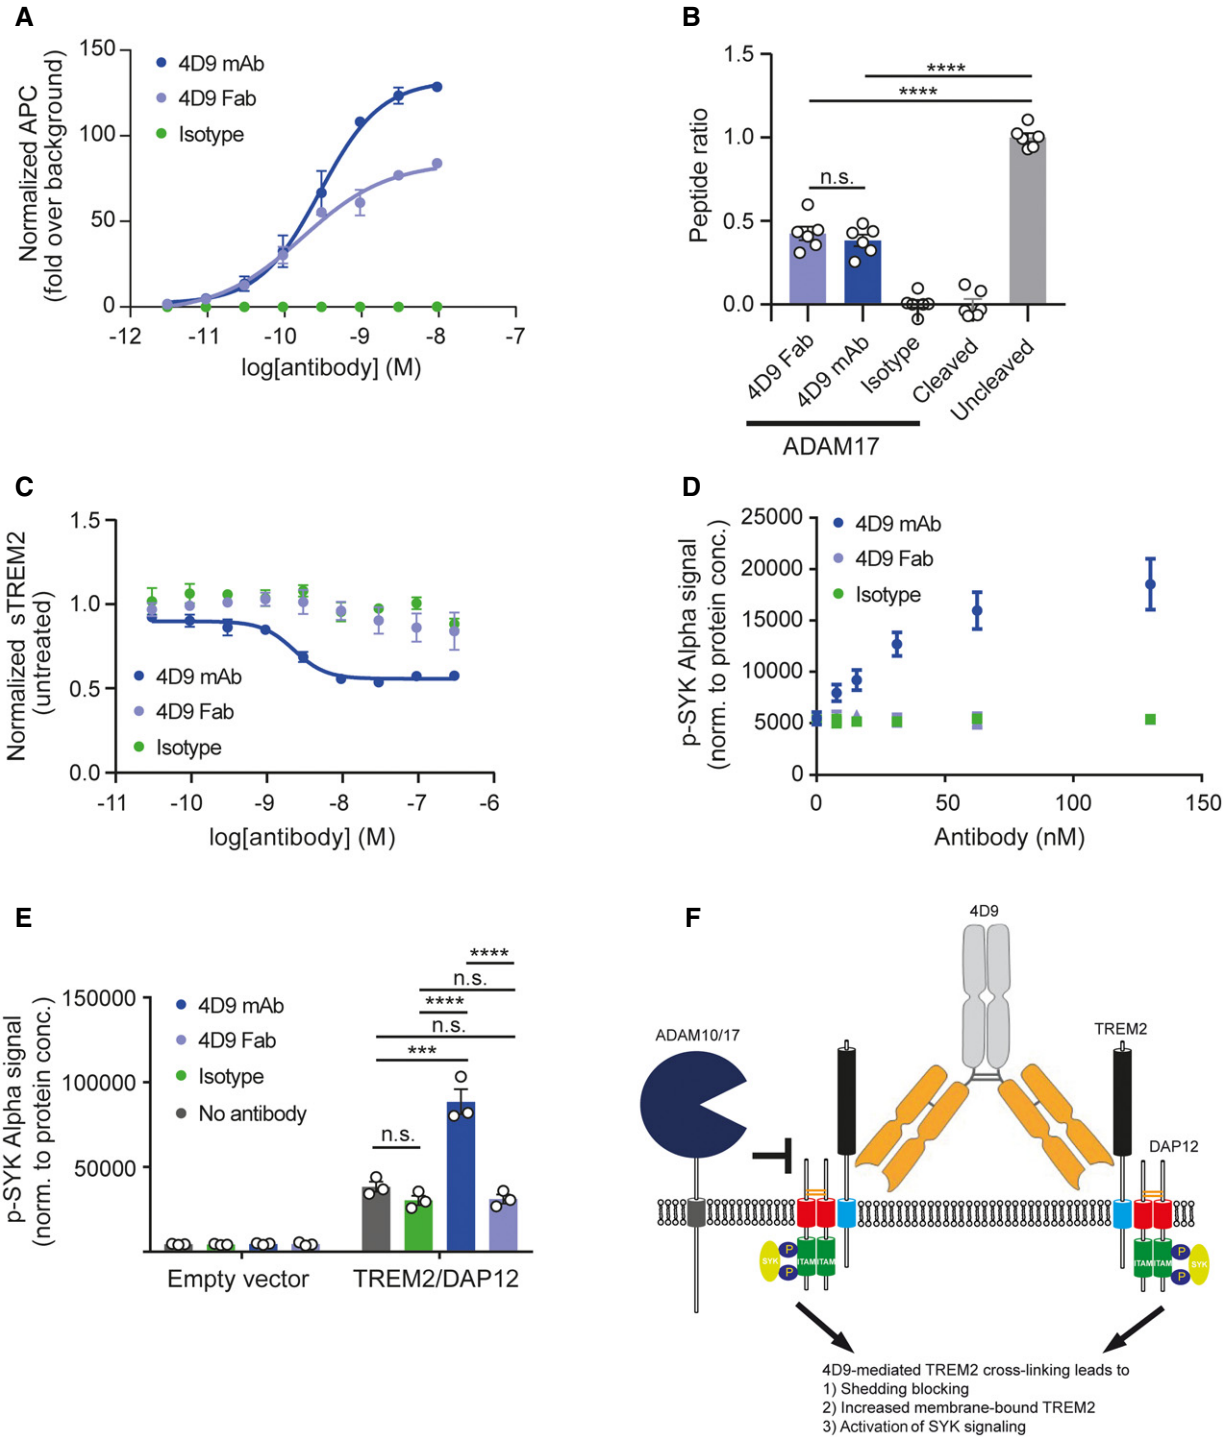 A
Normalized APC
(fold over background)
150
100
50
0
4D9 mAb
4D9 Fab
Isotype
-12 -11 -10 -9 -8 -7
log[antibody] (M)
B
Peptide ratio
1.5
1.0
0.5
0.0
****
****
n.s.
4D9 Fab
4D9 mAb
Isotype
Cleaved
Uncleaved
ADAM17
C
Normalized sTREM2
(untreated)
1.5
1.0
0.5
0.0
4D9 mAb
4D9 Fab
Isotype
-11 -10 -9 -8 -7 -6
log[antibody] (M)
D
p-SYK Alpha signal
(norm. to protein conc.)
25000
20000
15000
10000
5000
0
4D9 mAb
4D9 Fab
Isotype
0 50 100 150
Antibody (nM)
E
p-SYK Alpha signal
(norm. to protein conc.)
150000
100000
50000
4D9 mAb
4D9 Fab
Isotype
No antibody
****
n.s.
****
n.s.
***
n.s.
Empty vector
TREM2/DAP12
F
4D9
ADAM10/17
TREM2
DAP12
SYK
P
P
ITAM
ITAM
ITAM
ITAM
P
P
SYK
4D9-mediated TREM2 cross-linking leads to
1) Shedding blocking
2) Increased membrane-bound TREM2
3) Activation of SYK signaling